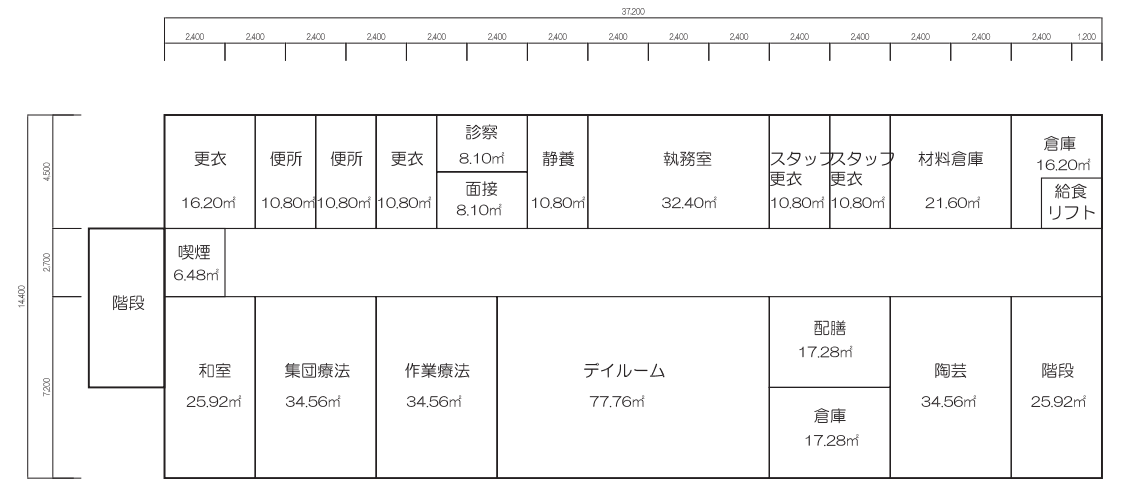 37.200
2.400 2.400 2.400 2.400 2.400 2.400 2.400 2.400 2.400 2.400 2.400 2.400 2.400 2.400 2.400 1.200
14.400
4.500
2.700
7.200
更衣
16.20㎡
便所
10.80㎡
便所
10.80㎡
更衣
10.80㎡
診察
8.10㎡
面接
8.10㎡
静養
10.80㎡
執務室
32.40㎡
スタッフ
更衣
10.80㎡
スタッフ
更衣
10.80㎡
材料倉庫
21.60㎡
倉庫
16.20㎡
給食
リフト
喫煙
6.48㎡
階段
和室
25.92㎡
集団療法
34.56㎡
作業療法
34.56㎡
デイルーム
77.76㎡
配膳
17.28㎡
倉庫
17.28㎡
陶芸
34.56㎡
階段
25.92㎡